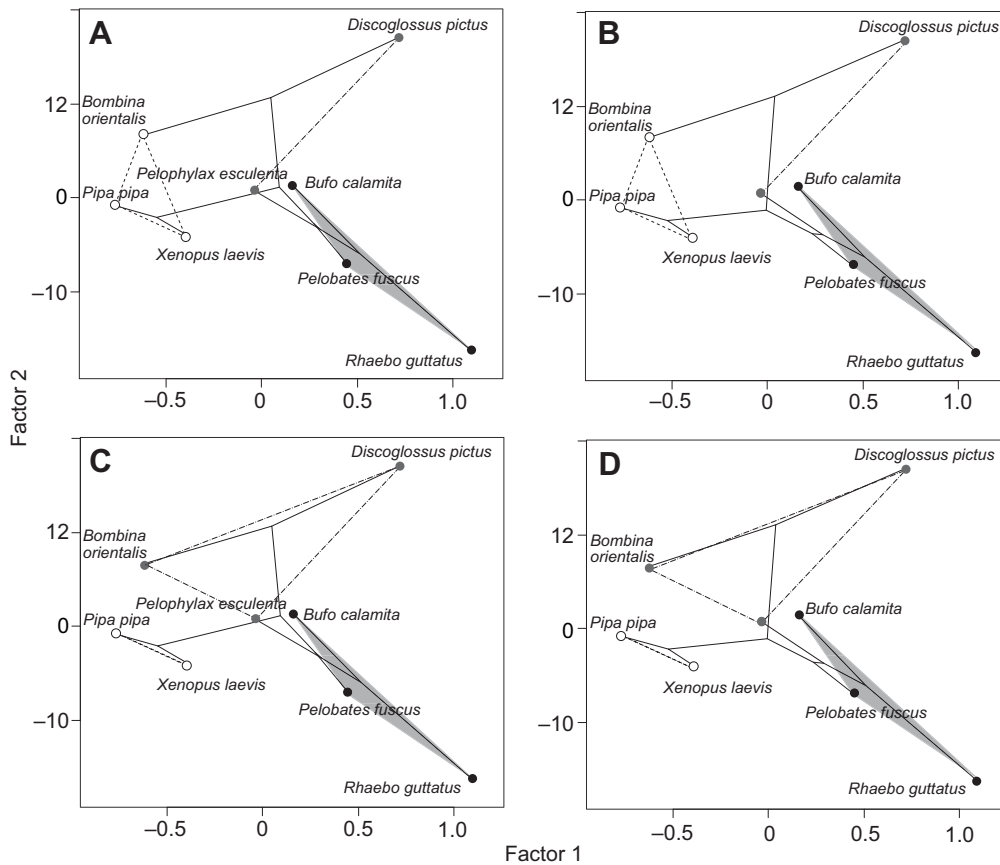 A
Discoglossus pictus
Bombina
orientalis
12
Pelophylax esculenta
Bufo calamita
Pipa pipa
0
Xenopus laevis
Pelobates fuscus
–10
Rhaebo guttatus
–0.5
0
0.5
1.0
B
Discoglossus pictus
12
Bombina
orientalis
Bufo calamita
Pipa pipa
0
Xenopus laevis
Pelobates fuscus
–10
Rhaebo guttatus
–0.5
0
0.5
1.0
Factor 2
C
Discoglossus pictus
12
Bombina
orientalis
Pelophylax esculenta
Bufo calamita
Pipa pipa
0
Xenopus laevis
Pelobates fuscus
–10
Rhaebo guttatus
–0.5
0
0.5
1.0
D
Discoglossus pictus
12
Bombina
orientalis
Bufo calamita
Pipa pipa
0
Xenopus laevis
Pelobates fuscus
–10
Rhaebo guttatus
–0.5
0
0.5
1.0
Factor 1